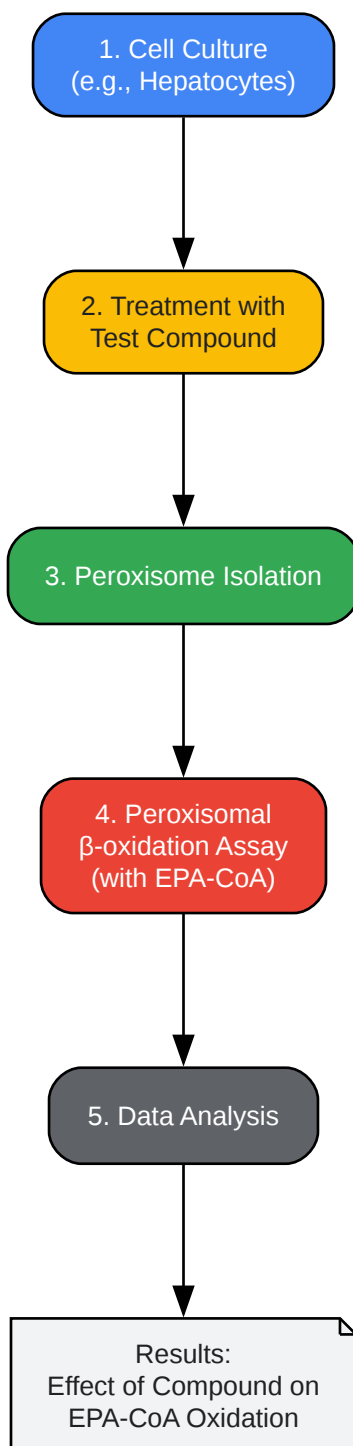 1. Cell Culture
(e.g., Hepatocytes)
2. Treatment with
Test Compound
3. Peroxisome Isolation
4. Peroxisomal
β-oxidation Assay
(with EPA-CoA)
5. Data Analysis
Results:
Effect of Compound on
EPA-CoA Oxidation